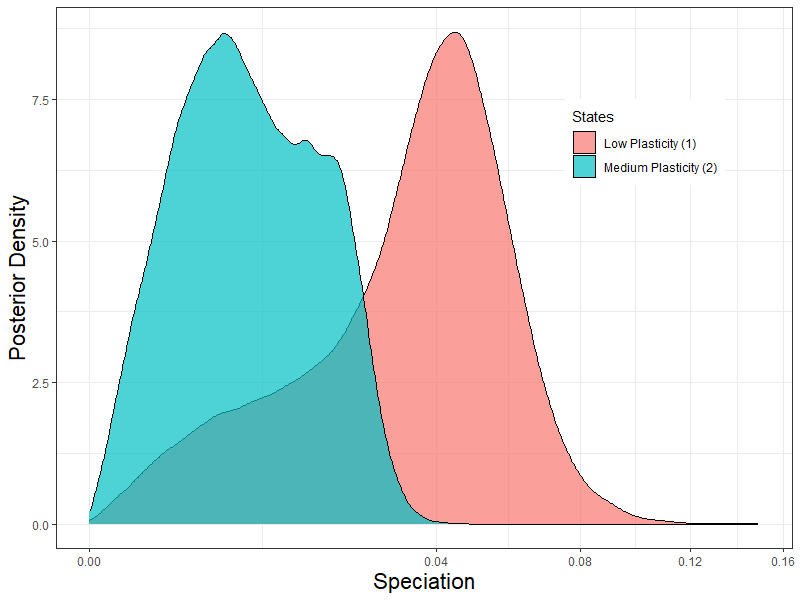 States
Low Plasticity (1)
Medium Plasticity (2)
Posterior Density
7.5
5.0
2.5
0.0
0.00
0.04
0.08
0.12
0.16
Speciation